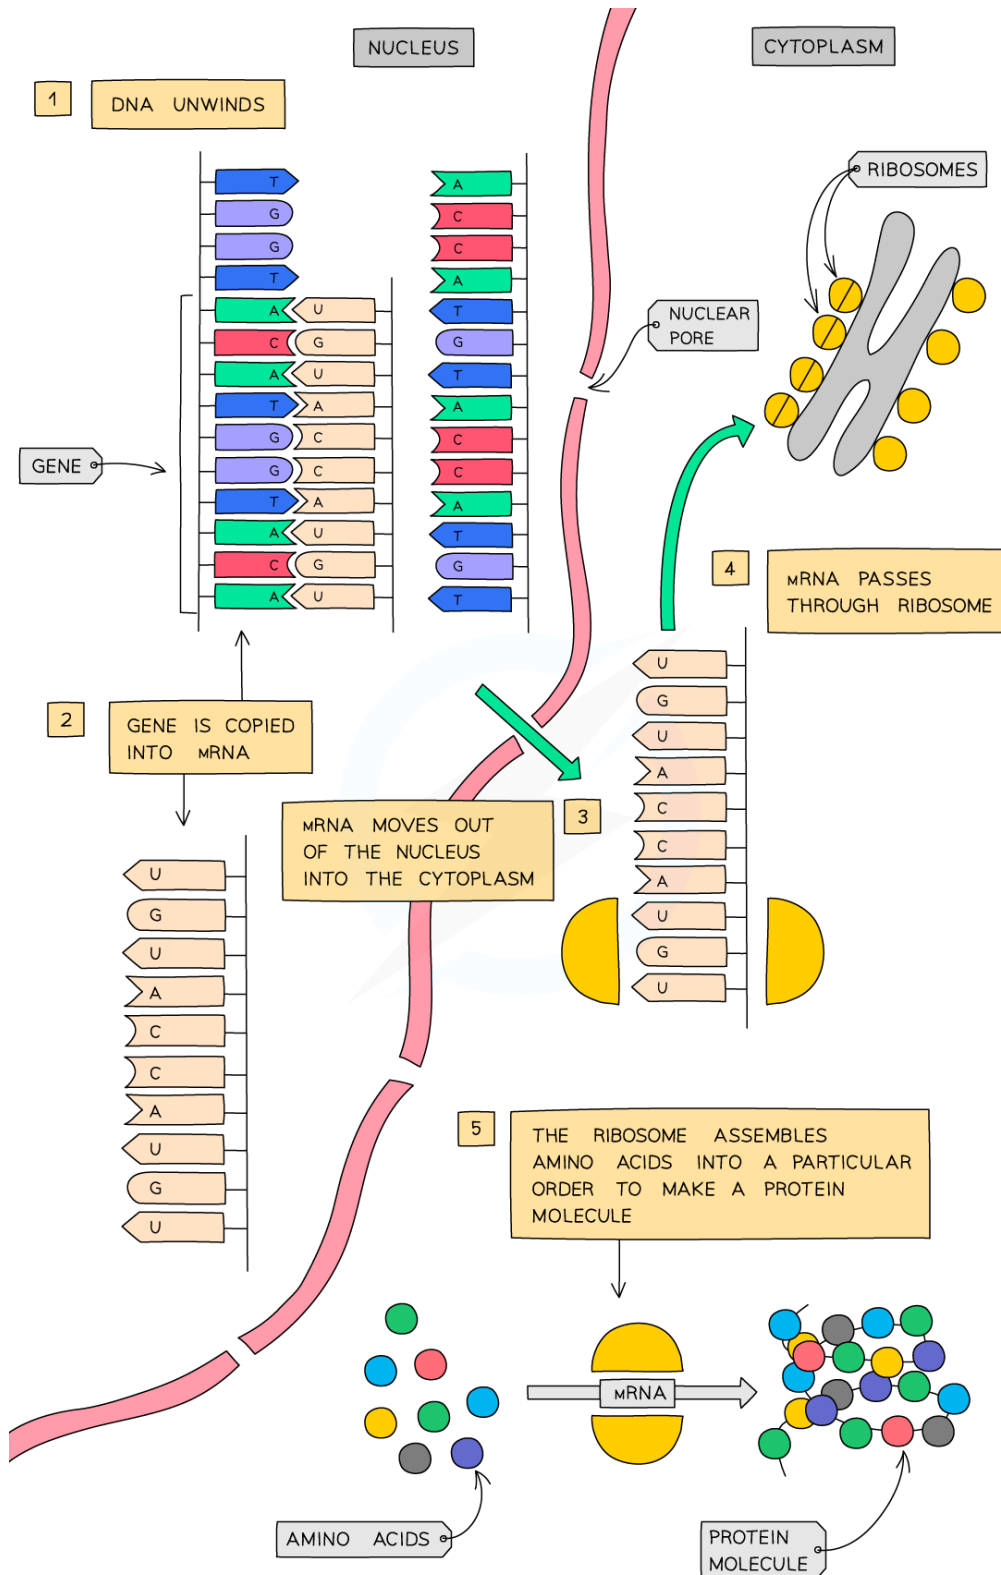 NUCLEUS
CYTOPLASM
1
DNA UNWINDS
RIBOSOMES
T
G
G
T
A U
C G
A U
T A
G C
G C
T A
A U
C G
A U
A
C
C
A
T
G
T
A
C
C
A
T
G
T
NUCLEAR
PORE
GENE
4
mRNA PASSES
THROUGH RIBOSOME
2
GENE IS COPIED
INTO mRNA
U
G
U
A
C
C
A
U
G
U
mRNA MOVES OUT
OF THE NUCLEUS
INTO THE CYTOPLASM
3
U
G
U
A
C
C
A
U
G
U
5
THE RIBOSOME ASSEMBLES
AMINO ACIDS INTO A PARTICULAR
ORDER TO MAKE A PROTEIN
MOLECULE
mRNA
AMINO ACIDS
PROTEIN
MOLECULE